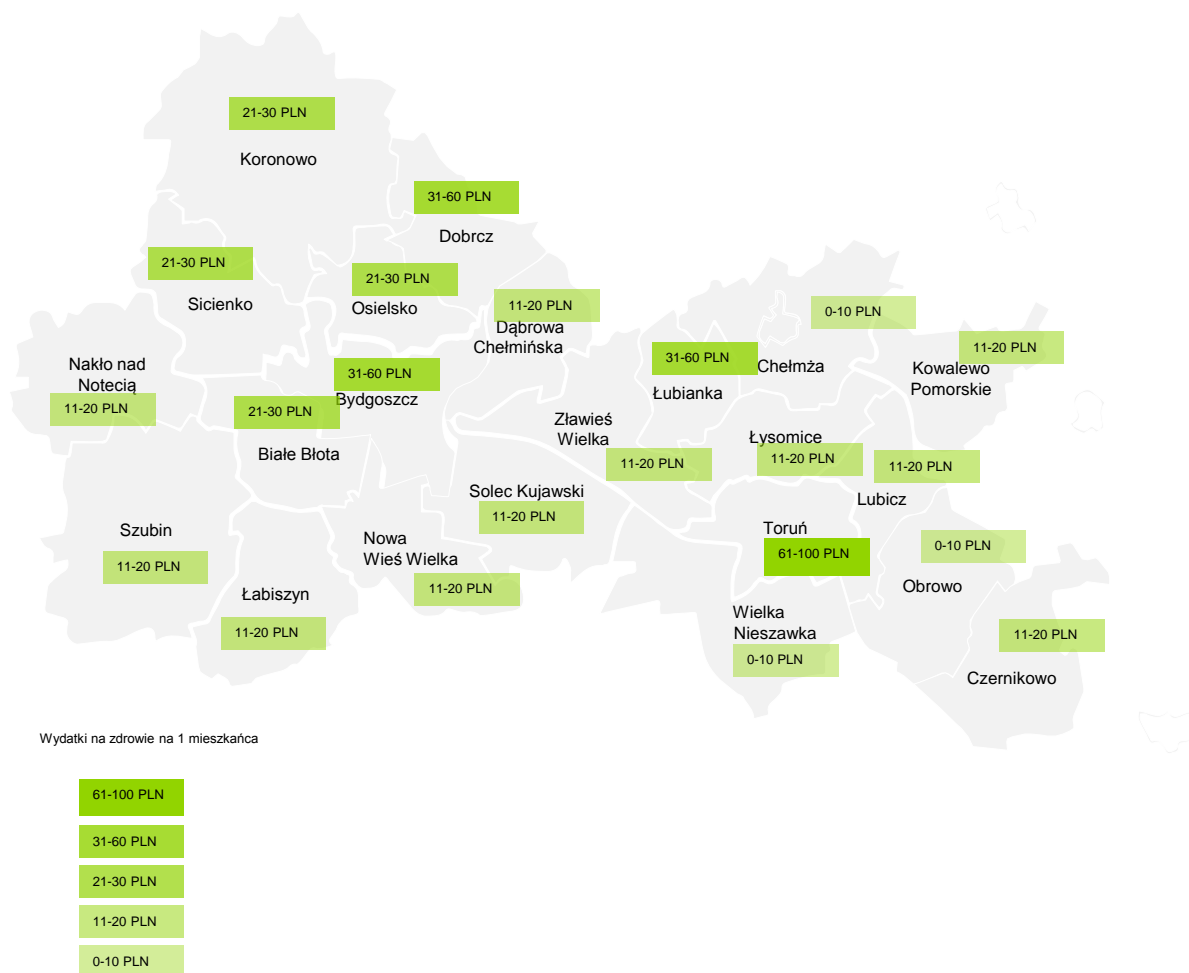 21-30 PLN
Koronowo
31-60 PLN
Dobrcz
21-30 PLN
Sicienko
21-30 PLN
Osielsko
11-20 PLN
Dąbrowa
Chełmińska
0-10 PLN
Chełmża
11-20 PLN
Kowalewo
Pomorskie
Nakło nad
Notecią
11-20 PLN
31-60 PLN
Bydgoszcz
21-30 PLN
Białe Błota
31-60 PLN
Łubianka
Zławieś
Wielka
11-20 PLN
Łysomice
11-20 PLN
11-20 PLN
Lubicz
Solec Kujawski
11-20 PLN
Szubin
11-20 PLN
Nowa
Wieś Wielka
11-20 PLN
Toruń
61-100 PLN
0-10 PLN
Obrowo
Łabiszyn
11-20 PLN
Wielka
Nieszawka
0-10 PLN
11-20 PLN
Czernikowo
Wydatki na zdrowie na 1 mieszkańca
61-100 PLN
31-60 PLN
21-30 PLN
11-20 PLN
0-10 PLN